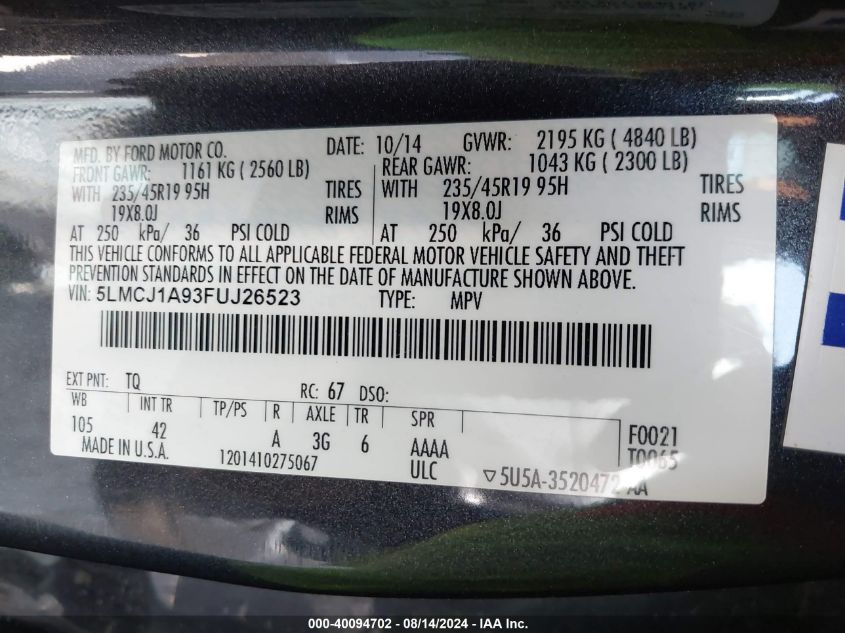 MFD. BY FORD MOTOR CO. DATE: 10/14 GVWR: 2195 KG ( 4840 LB)
FRONT GAWR: 1161 KG ( 2560 LB) REAR GAWR: 1043 KG ( 2300 LB)
WITH 235/45R19 95H TIRES WITH 235/45R19 95H TIRES
19X8.0J RIMS 19X8.0J RIMS
AT 250 kPa/ 36 PSI COLD AT 250 kPa/ 36 PSI COLD
THIS VEHICLE CONFORMS TO ALL APPLICABLE FEDERAL MOTOR VEHICLE SAFETY AND THEFT
PREVENTION STANDARDS IN EFFECT ON THE DATE OF MANUFACTURE SHOWN ABOVE.
VIN: 5LMCJ1A93FUJ26523 TYPE: MPV
EXT PNT: TQ RC: 67 DSO:
WB INT TR TP/PS R AXLE TR SPR
105 42 A 3G 6 AAAA F0021
MADE IN U.S.A. 1201410275067 ULC T0065
5U5A-3520472-AA
000-40094702 - 08/14/2024 - IAA Inc.